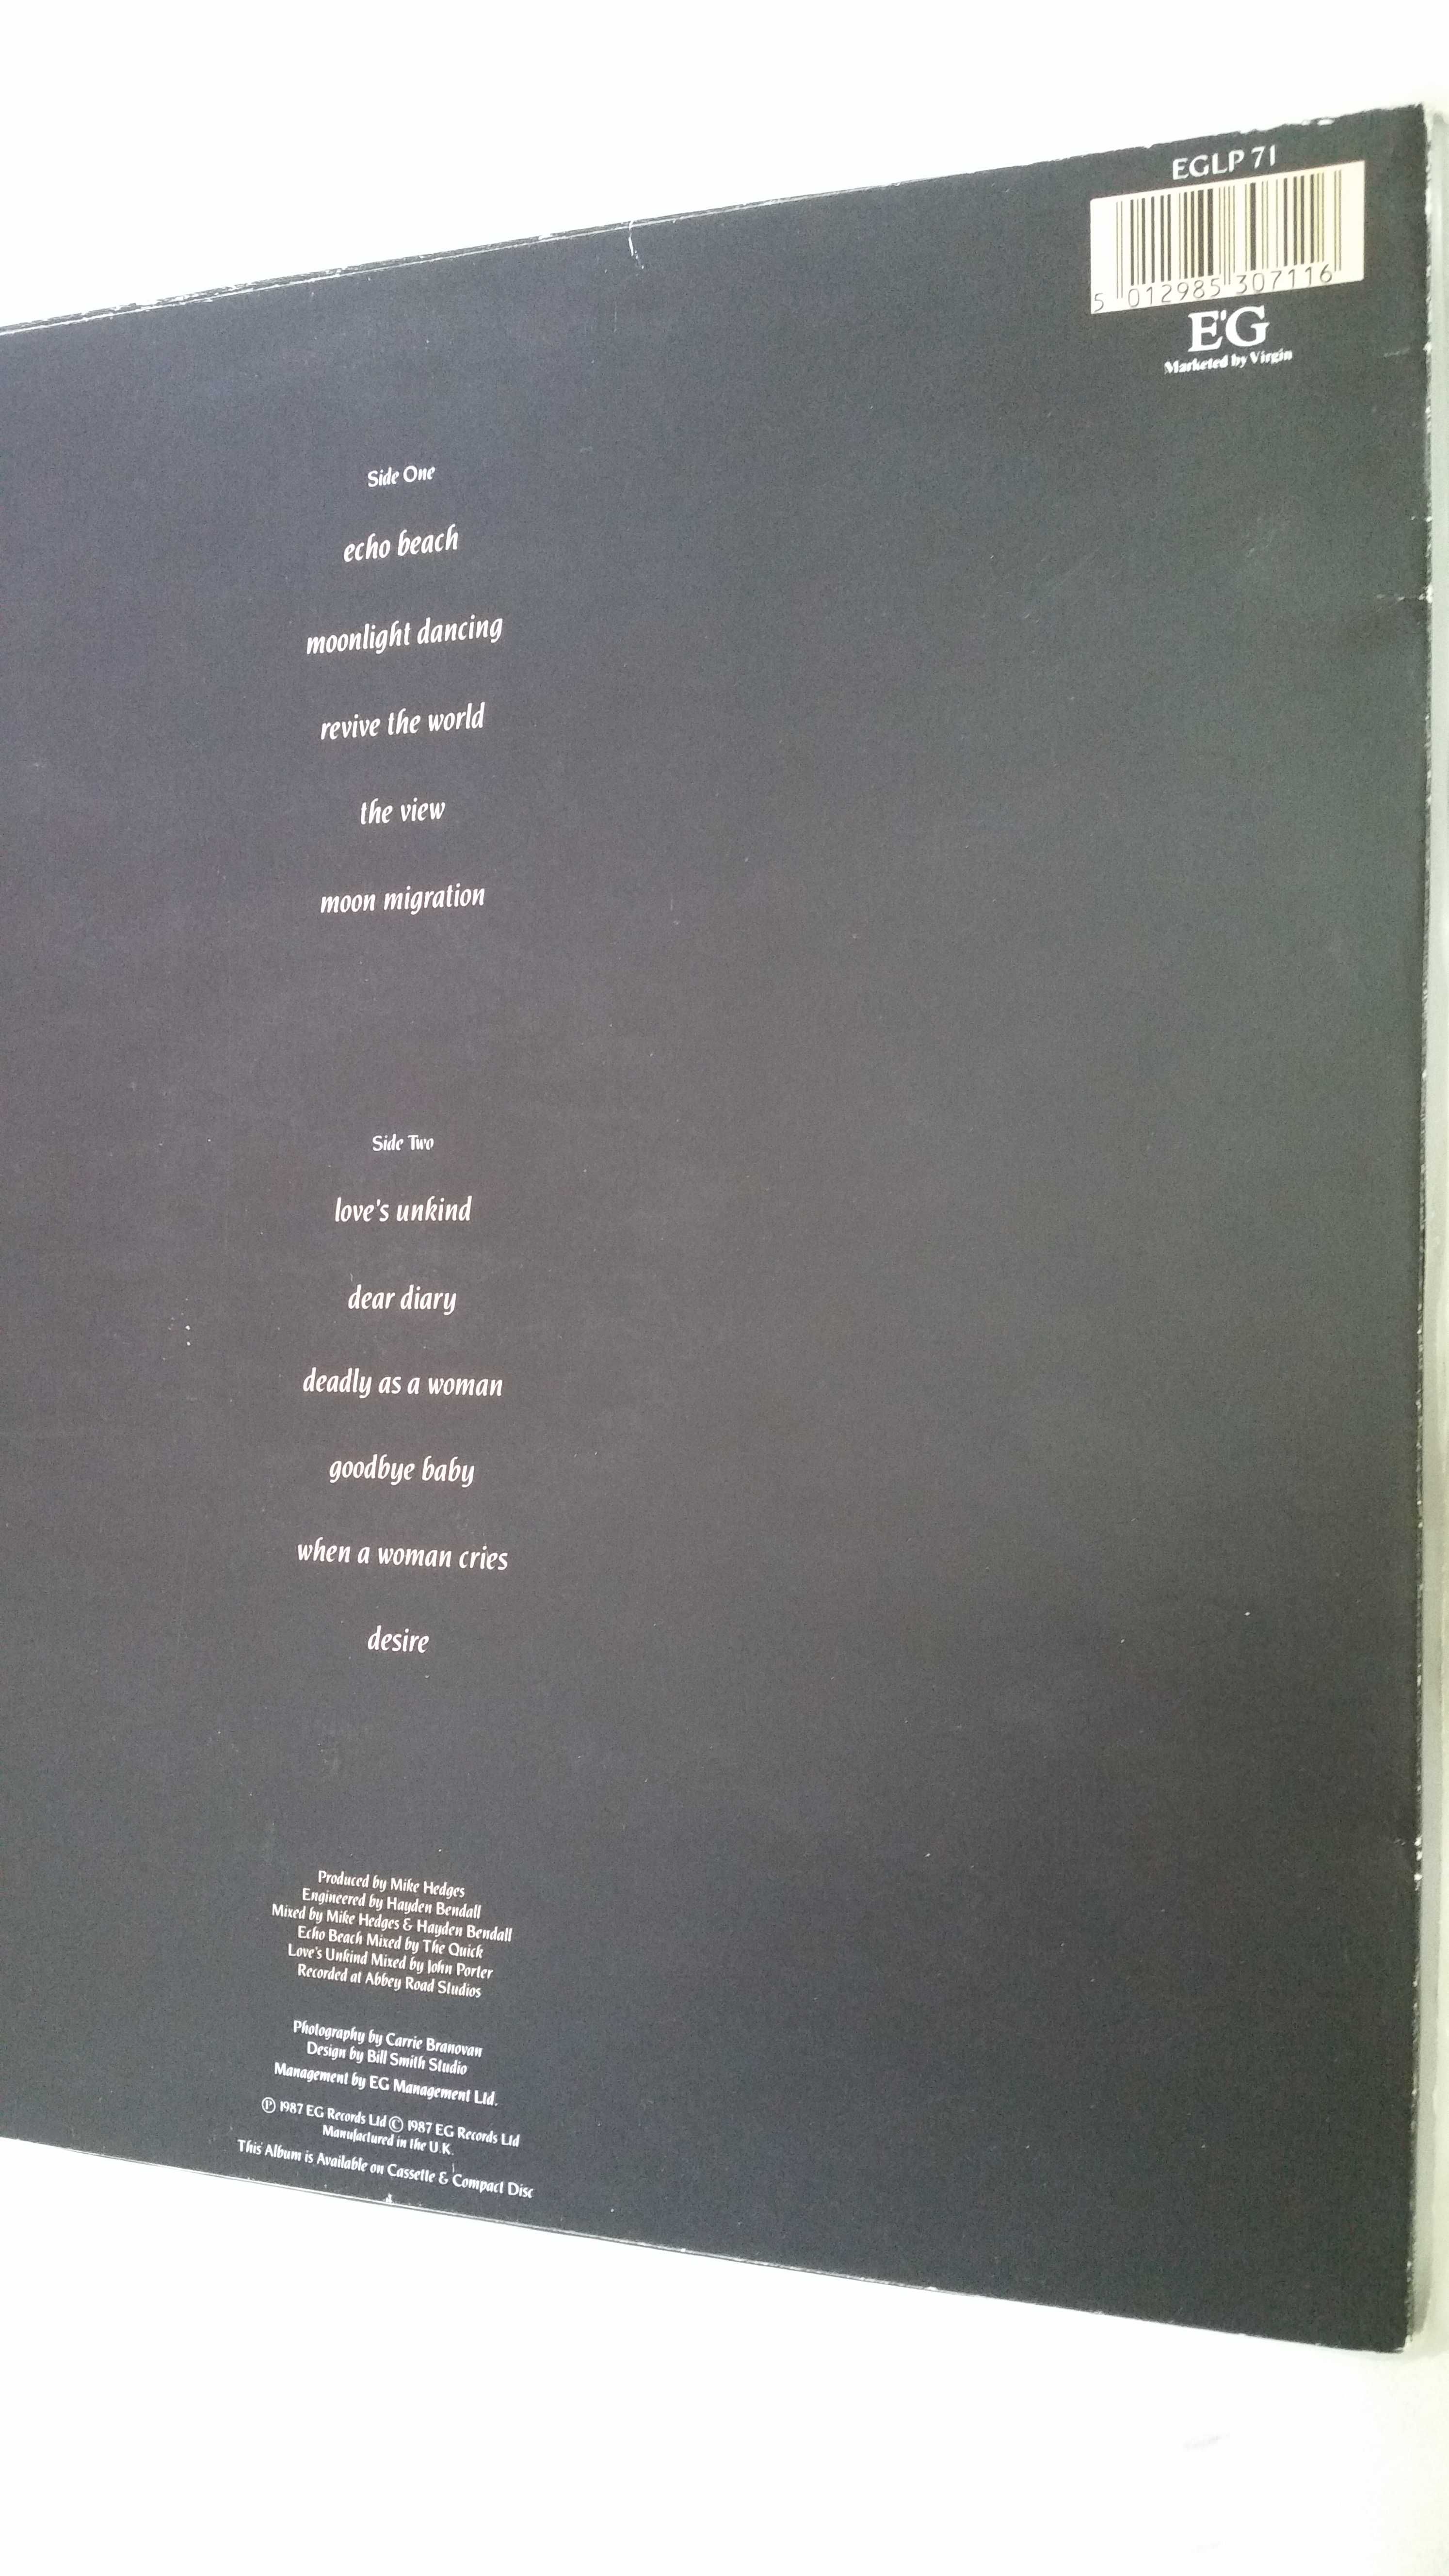 EGLP 71
5 012985 307116
E'G
Marketed by Virgin
Side One
echo beach
moonlight dancing
revive the world
the view
moon migration
Side Two
love's unkind
dear diary
deadly as a woman
goodbye baby
when a woman cries
desire
Produced by Mike Hedges
Engineered by Hayden Bendall
Mixed by Mike Hedges & Hayden Bendall
Echo Beach Mixed by The Quick
Love's Unkind Mixed by John Porter
Recorded at Abbey Road Studios
Photography by Carrie Branovan
Design by Bill Smith Studio
Management by EG Management Ltd.
Ⓟ 1987 EG Records Ltd © 1987 EG Records Ltd
Manufactured in the U.K.
This Album is Available on Cassette & Compact Disc